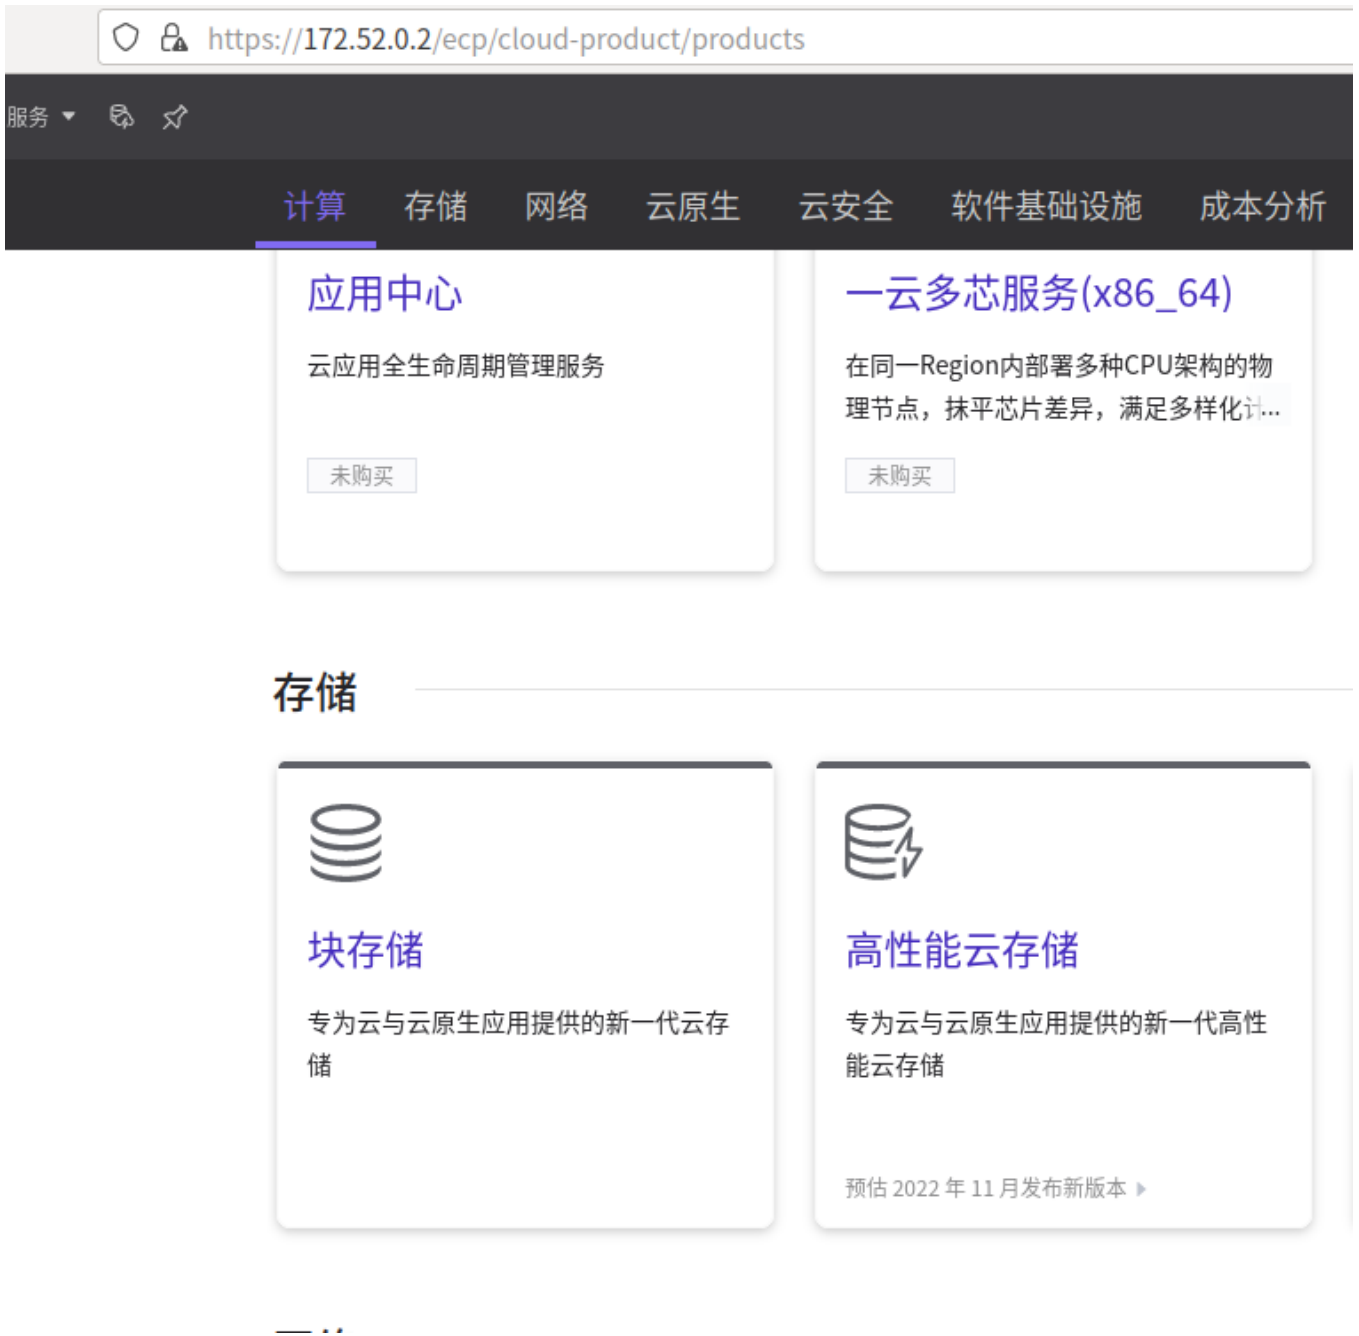 https://172.52.0.2/ecp/cloud-product/products
服务
计算 存储 网络 云原生 云安全 软件基础设施 成本分析
应用中心
云应用全生命周期管理服务
未购买
一云多芯服务(x86_64)
在同一Region内部署多种CPU架构的物
理节点，抹平芯片差异，满足多样化计...
未购买
存储
块存储
专为云与云原生应用提供的新一代云存
储
高性能云存储
专为云与云原生应用提供的新一代高性
能云存储
预估 2022 年 11 月发布新版本